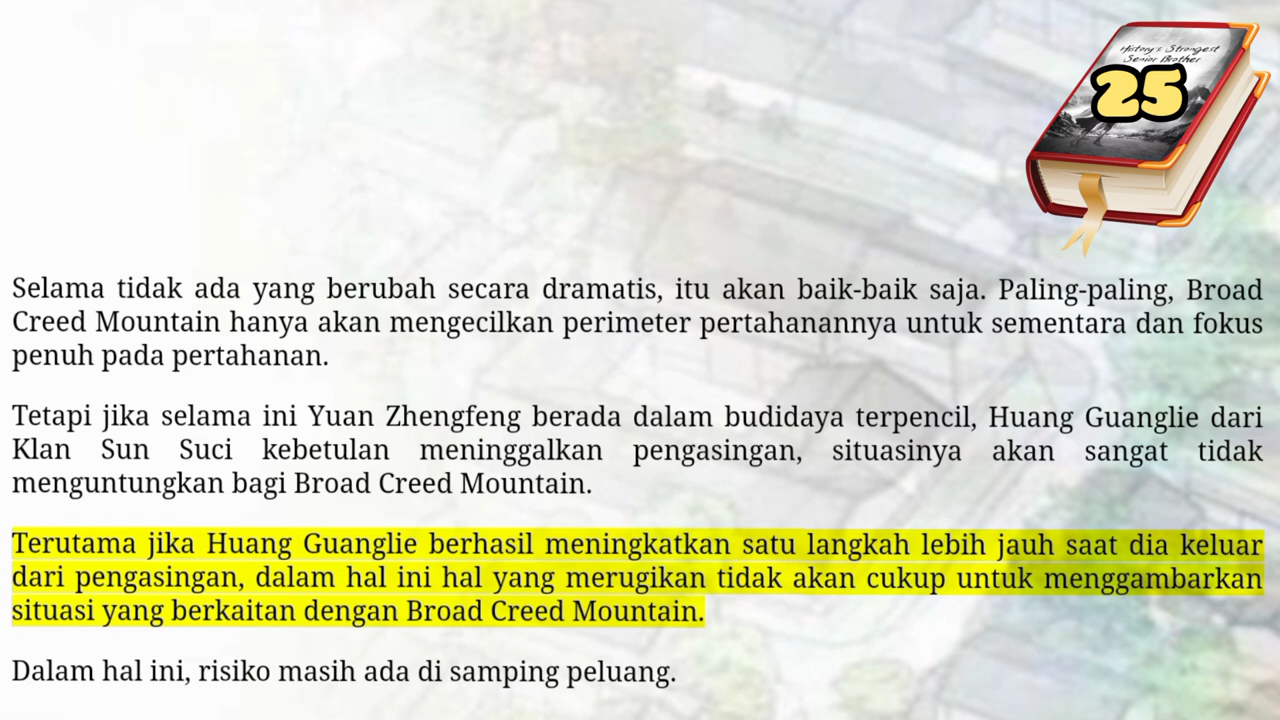 History's Strongest
Senior Brother
25
Selama tidak ada yang berubah secara dramatis, itu akan baik-baik saja. Paling-paling, Broad
Creed Mountain hanya akan mengecilkan perimeter pertahanannya untuk sementara dan fokus
penuh pada pertahanan.
Tetapi jika selama ini Yuan Zhengfeng berada dalam budidaya terpencil, Huang Guanglie dari
Klan Sun Suci kebetulan meninggalkan pengasingan, situasinya akan sangat tidak
menguntungkan bagi Broad Creed Mountain.
Terutama jika Huang Guanglie berhasil meningkatkan satu langkah lebih jauh saat dia keluar
dari pengasingan, dalam hal ini hal yang merugikan tidak akan cukup untuk menggambarkan
situasi yang berkaitan dengan Broad Creed Mountain.
Dalam hal ini, risiko masih ada di samping peluang.